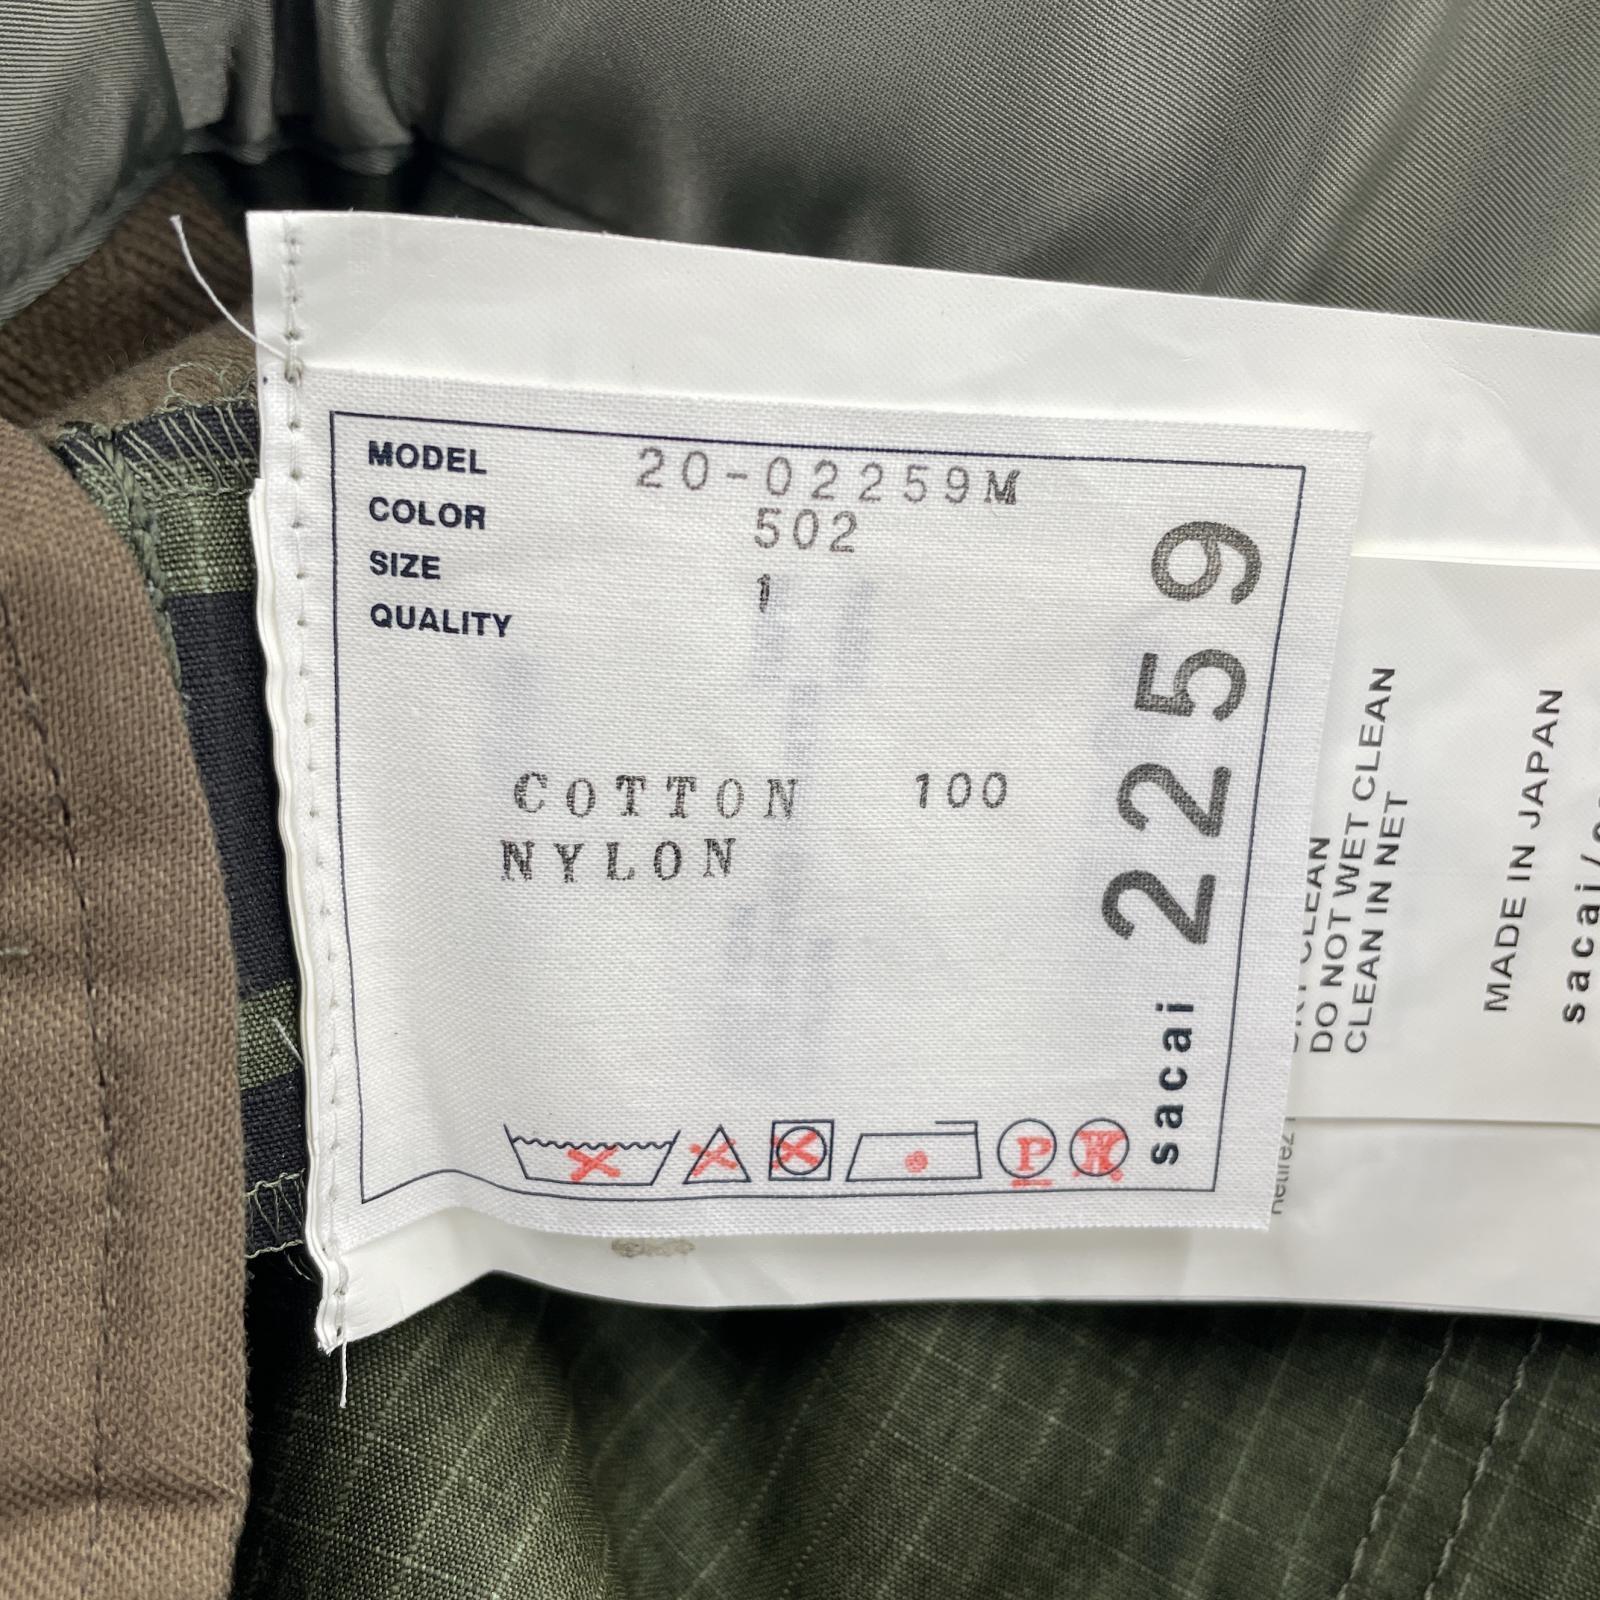 MODEL 20-02259M
COLOR 502
SIZE 1
QUALITY
COTTON 100
NYLON
P
W
sacai 2259
CLEAN
DO NOT WET CLEAN
CLEAN IN NET
MADE IN JAPAN